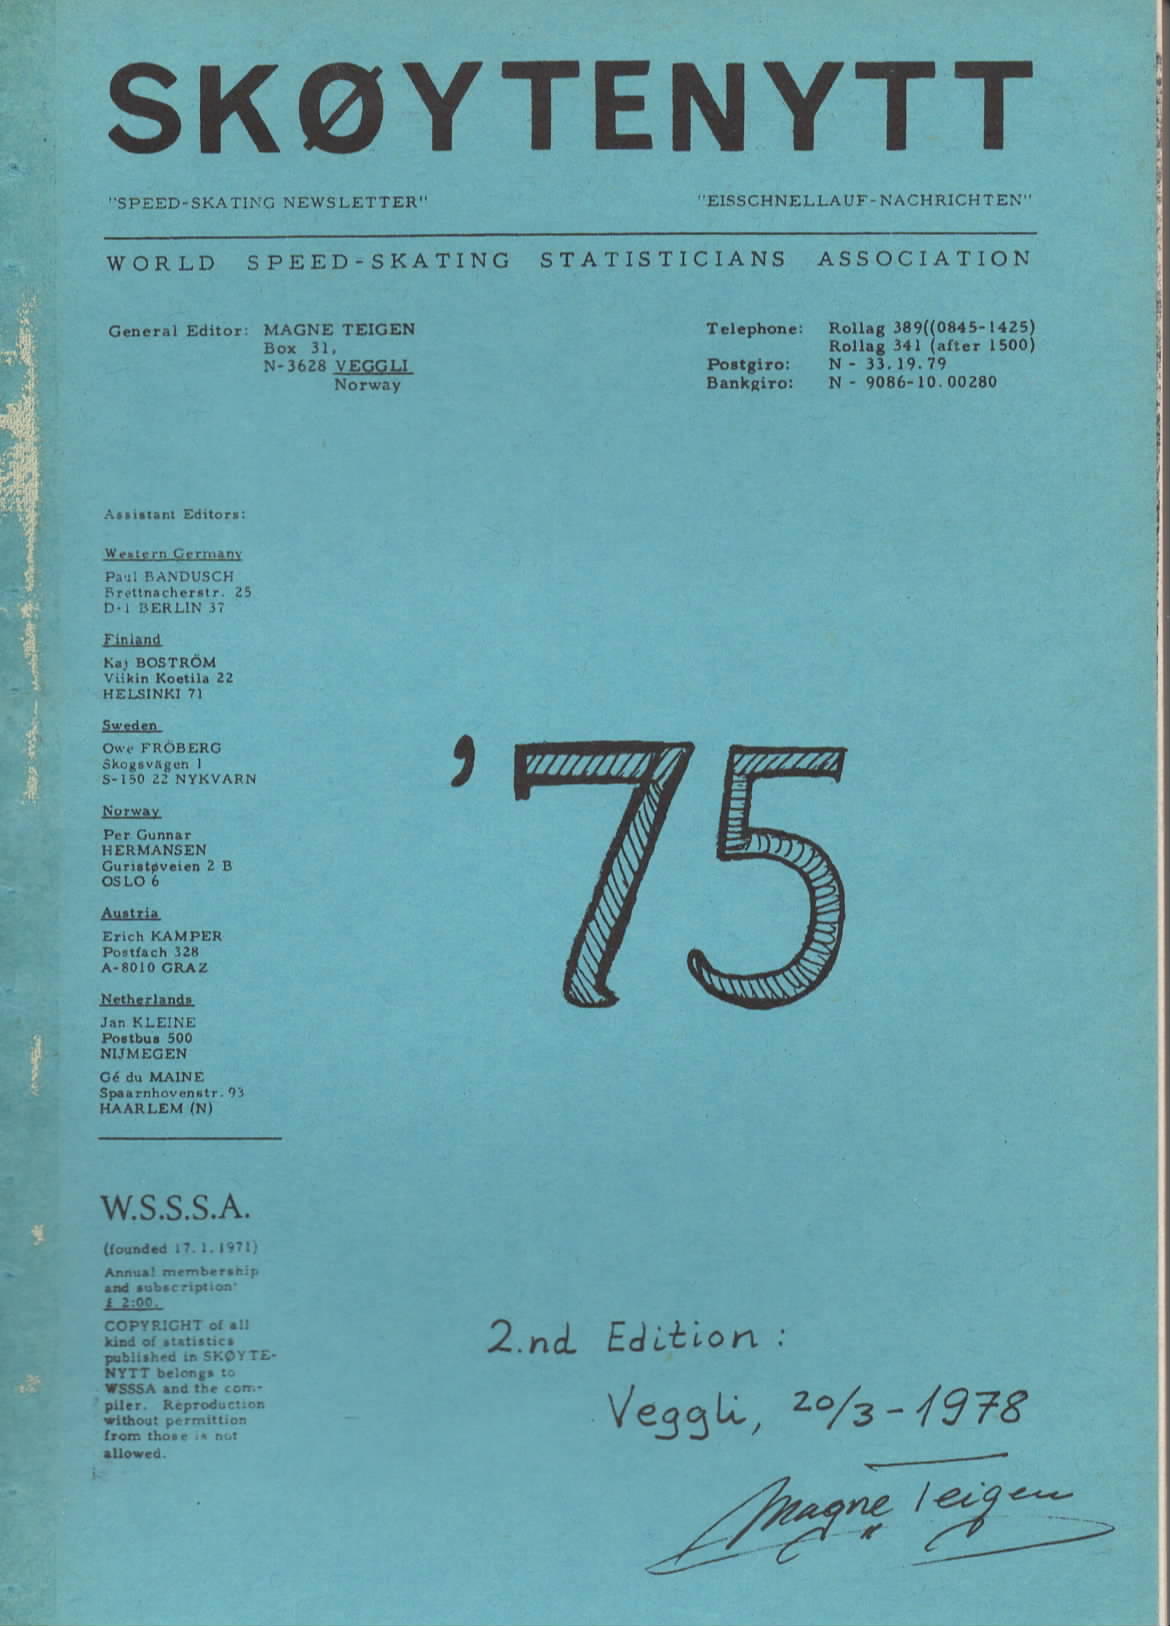 SKØYTENYTT
"SPEED-SKATING NEWSLETTER" "EISSCHNELLAUF-NACHRICHTEN"
WORLD SPEED-SKATING STATISTICIANS ASSOCIATION
General Editor: MAGNE TEIGEN
Box 31,
N-3628 VEGGLI
Norway
Telephone: Rollag 389((0845-1425)
Rollag 341 (after 1500)
Postgiro: N - 33.19.79
Bankgiro: N - 9086-10.00280
Assistant Editors:
Western Germany
Paul BANDUSCH
Brettnacherstr. 25
D-1 BERLIN 37
Finland
Kaj BOSTRÖM
Viikin Koetila 22
HELSINKI 71
Sweden
Owe FRÖBERG
Skogsvägen 1
S-150 22 NYKVARN
Norway
Per Gunnar
HERMANSEN
Guristøveien 2 B
OSLO 6
Austria
Erich KAMPER
Postfach 328
A-8010 GRAZ
Netherlands
Jan KLEINE
Postbus 500
NIJMEGEN
Gé du MAINE
Spaarnhovenstr. 93
HAARLEM (N)
'75
W.S.S.S.A.
(founded 17.1.1971)
Annual membership
and subscription:
£ 2:00.
COPYRIGHT of all
kind of statistics
published in SKØYTE-
NYTT belongs to
WSSSA and the com-
piler. Reproduction
without permittion
from those is not
allowed.
2.nd Edition:
Veggli, 20/3-1978
Magne Teigen